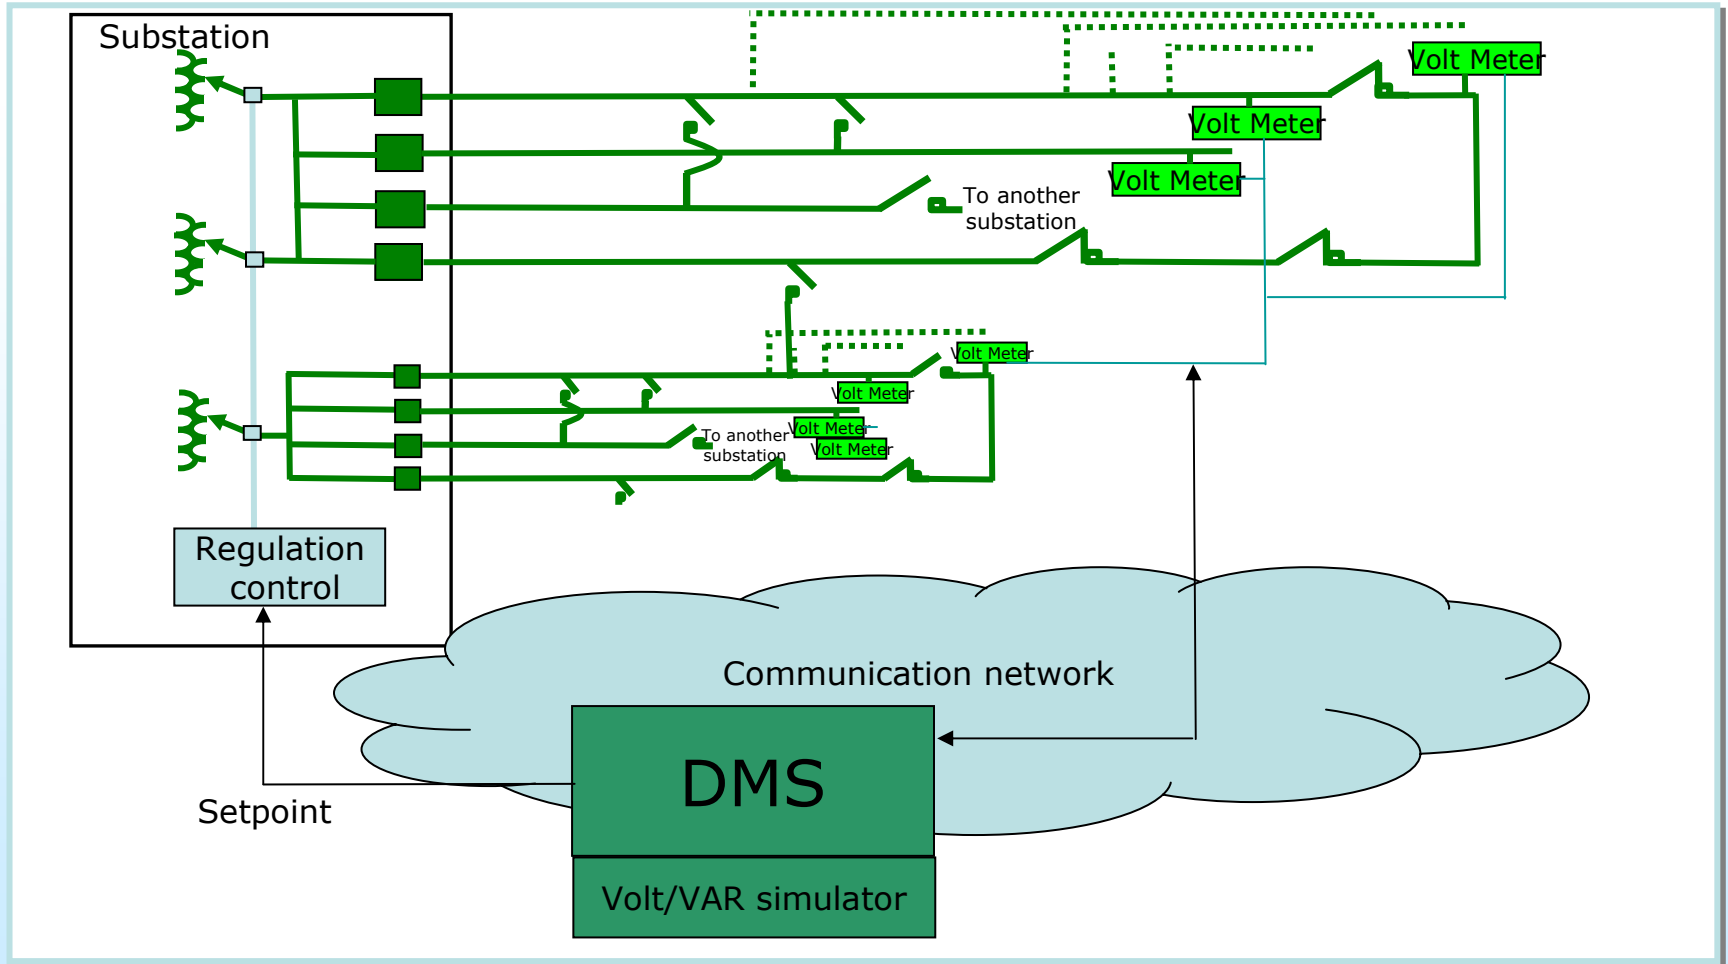 Substation
Volt Meter
Volt Meter
Volt Meter
To another
substation
Volt Meter
Volt Meter
Volt Meter
To another
substation
Volt Meter
Regulation
control
Communication network
DMS
Setpoint
Volt/VAR simulator